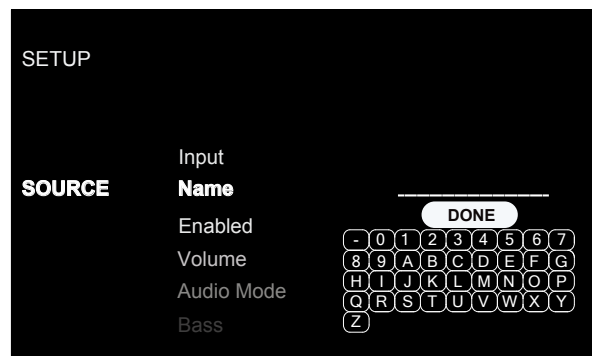 SETUP
Input
SOURCE Name _____________
DONE
Enabled
- 0 1 2 3 4 5 6 7
Volume 8 9 A B C D E F G
H I J K L M N O P
Audio Mode
Q R S T U V W X Y
Bass Z